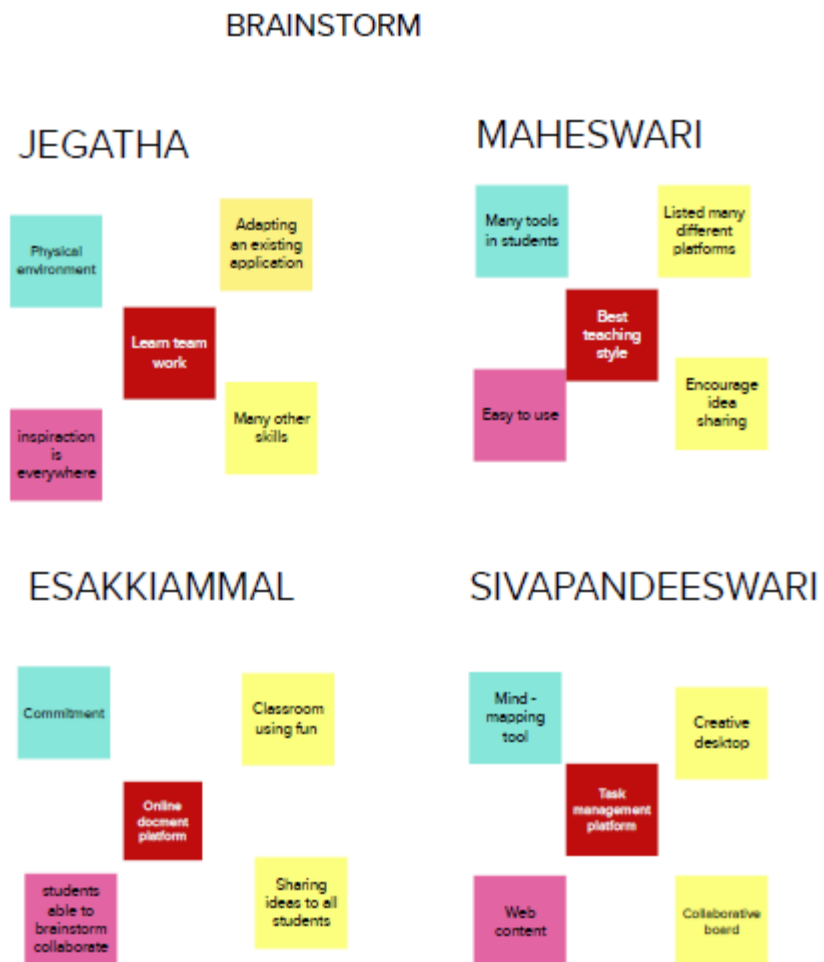 BRAINSTORM
JEGATHA
Physical
environment
Adapting
an existing
application
Learn team
work
inspiraction
is
everywhere
Many other
skills
MAHESWARI
Many tools
in students
Listed many
different
platforms
Best
teaching
style
Easy to use
Encourage
idea
sharing
ESAKKIAMMAL
Commitment
Classroom
using fun
Online
docment
platform
students
able to
brainstorm
collaborate
Sharing
ideas to all
students
SIVAPANDEESWARI
Mind -
mapping
tool
Creative
desktop
Task
management
platform
Web
content
Collaborative
board